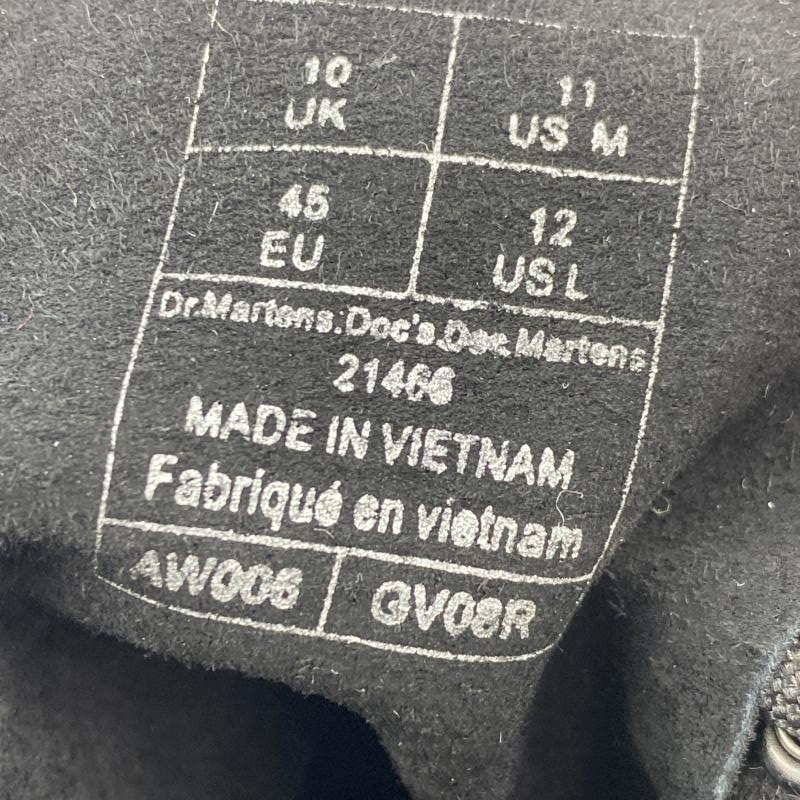 10
UK
11
US M
45
EU
12
US L
Dr.Martens.Doc's.Doc Martens
21466
MADE IN VIETNAM
Fabriqué en vietnam
AW006
GV08R